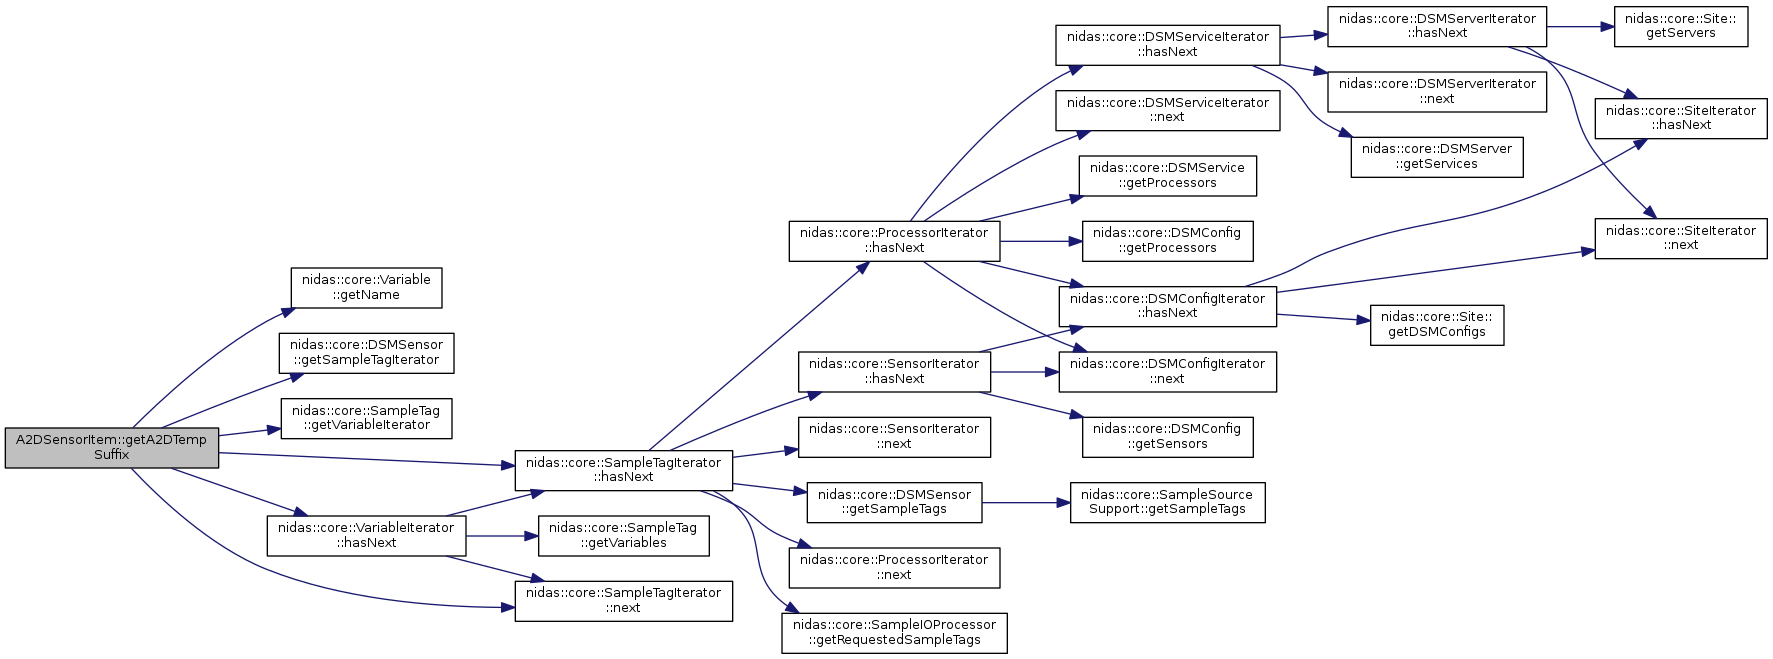 A2DSensorItem::getA2DTemp
Suffix
nidas::core::Variable
::getName
nidas::core::DSMSensor
::getSampleTagIterator
nidas::core::SampleTag
::getVariableIterator
nidas::core::VariableIterator
::hasNext
nidas::core::SampleTagIterator
::hasNext
nidas::core::SampleTag
::getVariables
nidas::core::SampleTagIterator
::next
nidas::core::ProcessorIterator
::hasNext
nidas::core::SensorIterator
::hasNext
nidas::core::SensorIterator
::next
nidas::core::DSMSensor
::getSampleTags
nidas::core::ProcessorIterator
::next
nidas::core::SampleIOProcessor
::getRequestedSampleTags
nidas::core::DSMServiceIterator
::hasNext
nidas::core::DSMServiceIterator
::next
nidas::core::DSMService
::getProcessors
nidas::core::DSMConfig
::getProcessors
nidas::core::DSMConfigIterator
::hasNext
nidas::core::DSMConfigIterator
::next
nidas::core::DSMConfig
::getSensors
nidas::core::SampleSource
Support::getSampleTags
nidas::core::DSMServerIterator
::hasNext
nidas::core::DSMServerIterator
::next
nidas::core::DSMServer
::getServices
nidas::core::Site::
getDSMConfigs
nidas::core::Site::
getServers
nidas::core::SiteIterator
::hasNext
nidas::core::SiteIterator
::next